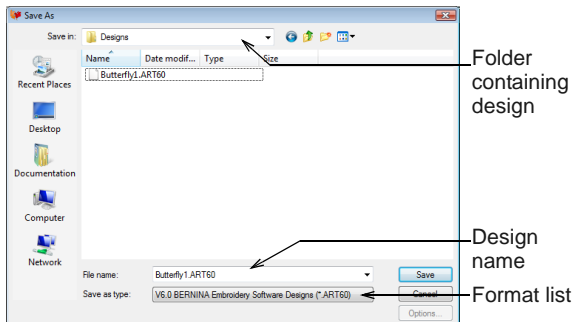 Save As
Save in:
Designs
Name Date modif... Type Size
Butterfly1.ART60
Recent Places
Desktop
Documentation
Computer
Network
File name: Butterfly1.ART60 Save
Save as type: V6.0 BERNINA Embroidery Software Designs (*.ART60) Cancel
Options...
Folder
containing
design
Design
name
Format list